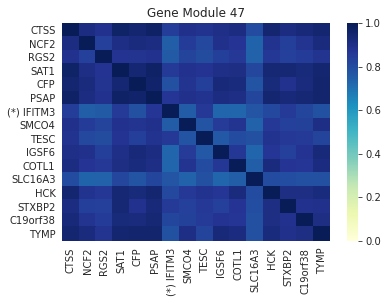 Gene Module 47
CTSS
NCF2
RGS2
SAT1
CFP
PSAP
(*) IFITM3
SMCO4
TESC
IGSF6
COTL1
SLC16A3
HCK
STXBP2
C19orf38
TYMP
1.0
0.8
0.6
0.4
0.2
0.0
CTSS
NCF2
RGS2
SAT1
CFP
PSAP
(*) IFITM3
SMCO4
TESC
IGSF6
COTL1
SLC16A3
HCK
STXBP2
C19orf38
TYMP